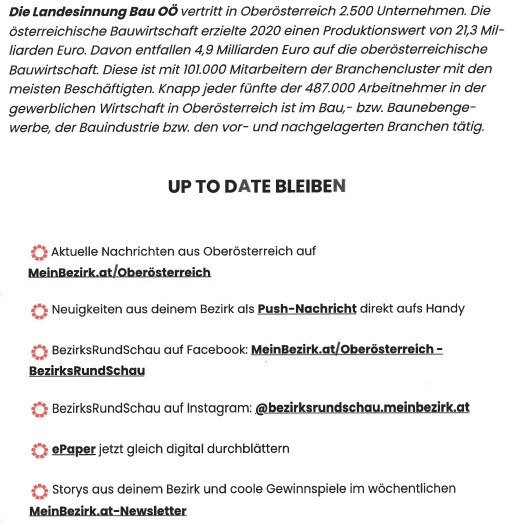 Die Landesinnung Bau OÖ vertritt in Oberösterreich 2.500 Unternehmen. Die
österreichische Bauwirtschaft erzielte 2020 einen Produktionswert von 21,3 Mil-
liarden Euro. Davon entfallen 4,9 Milliarden Euro auf die oberösterreichische
Bauwirtschaft. Diese ist mit 101.000 Mitarbeitern der Branchencluster mit den
meisten Beschäftigten. Knapp jeder fünfte der 487.000 Arbeitnehmer in der
gewerblichen Wirtschaft in Oberösterreich ist im Bau,- bzw. Baunebenge-
werbe, der Bauindustrie bzw. den vor- und nachgelagerten Branchen tätig.
UP TO DATE BLEIBEN
Aktuelle Nachrichten aus Oberösterreich auf
MeinBezirk.at/Oberösterreich
Neuigkeiten aus deinem Bezirk als Push-Nachricht direkt aufs Handy
BezirksRundSchau auf Facebook: MeinBezirk.at/Oberösterreich -
BezirksRundSchau
BezirksRundSchau auf Instagram: @bezirksrundschau.meinbezirk.at
ePaper jetzt gleich digital durchblättern
Storys aus deinem Bezirk und coole Gewinnspiele im wöchentlichen
MeinBezirk.at-Newsletter